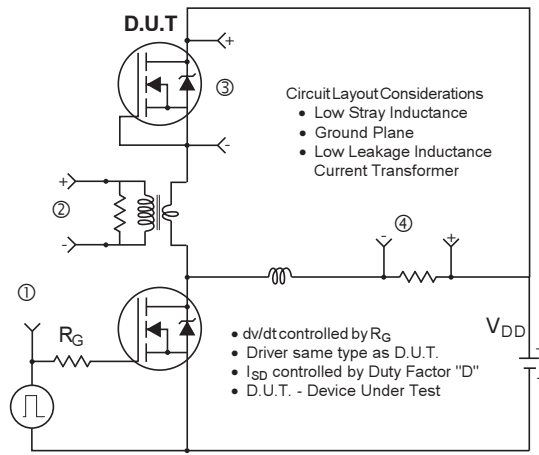 D.U.T
+
③
-
Circuit Layout Considerations
• Low Stray Inductance
• Ground Plane
• Low Leakage Inductance
Current Transformer
+
②
-
④
-
+
①
RG
VDD
• dv/dt controlled by RG
• Driver same type as D.U.T.
• ISD controlled by Duty Factor "D"
• D.U.T. - Device Under Test
+
-